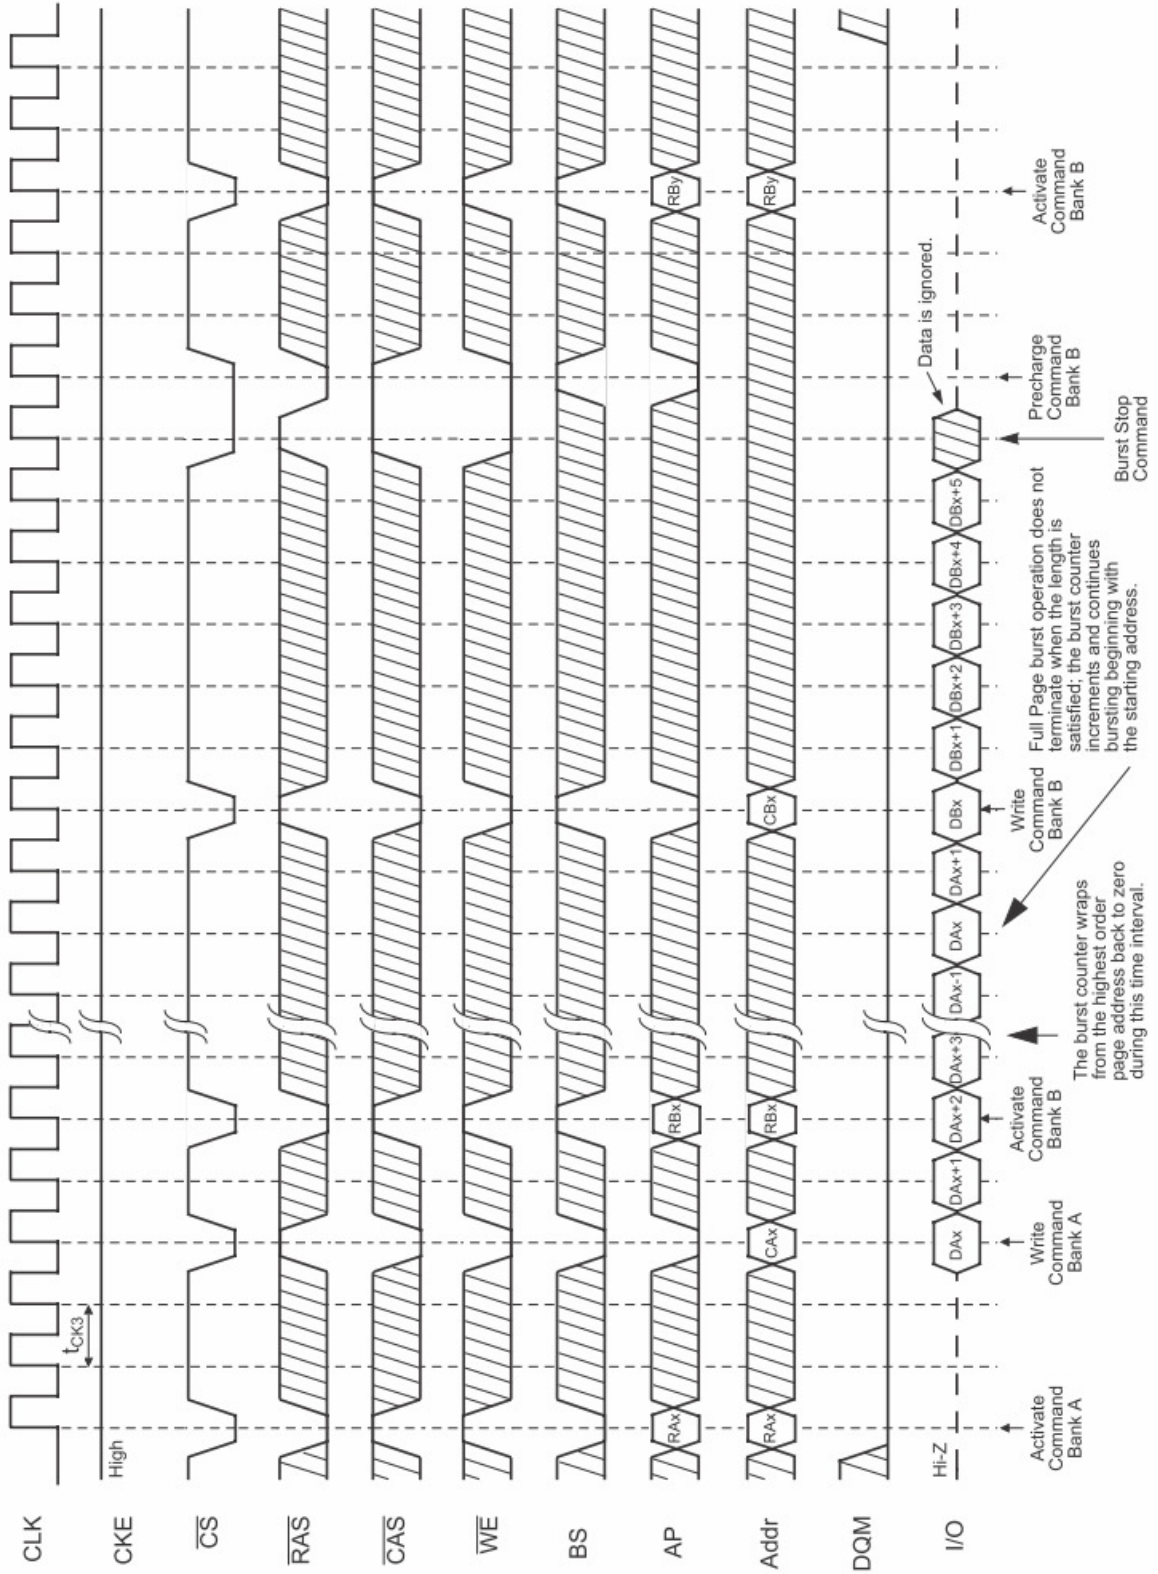 CLK
tCK3
CKE
High
CS
RAS
CAS
WE
BS
AP
RAx
RBx
RBy
Addr
RAx
CAx
RBx
CBx
RBy
DQM
I/O
Hi-Z
DAx
DAx+1
DAx+2
DAx+3
DAx-1
DAx
DAx+1
DBx
DBx+1
DBx+2
DBx+3
DBx+4
DBx+5
Data is ignored.
Activate
Command
Bank A
Write
Command
Bank A
Activate
Command
Bank B
The burst counter wraps
from the highest order
page address back to zero
during this time interval.
Write
Command
Bank B
Full Page burst operation does not
terminate when the length is
satisfied; the burst counter
increments and continues
bursting beginning with
the starting address.
Burst Stop
Command
Precharge
Command
Bank B
Activate
Command
Bank B